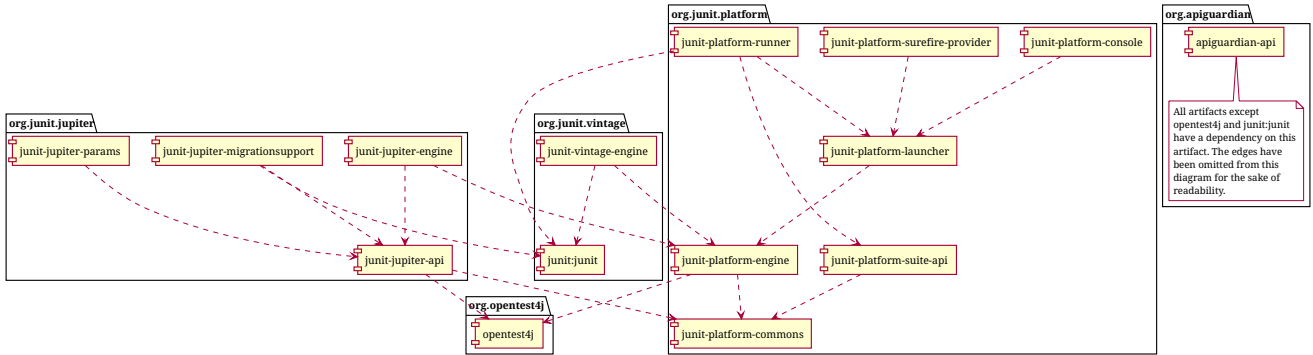 org.junit.platform
org.apiguardian
junit-platform-runner
junit-platform-surefire-provider
junit-platform-console
apiguardian-api
All artifacts except
opentest4j and junit:junit
have a dependency on this
artifact. The edges have
been omitted from this
diagram for the sake of
readability.
org.junit.jupiter
org.junit.vintage
junit-jupiter-params
junit-jupiter-migrationsupport
junit-jupiter-engine
junit-vintage-engine
junit-platform-launcher
junit-jupiter-api
junit:junit
junit-platform-engine
junit-platform-suite-api
org.opentest4j
opentest4j
junit-platform-commons